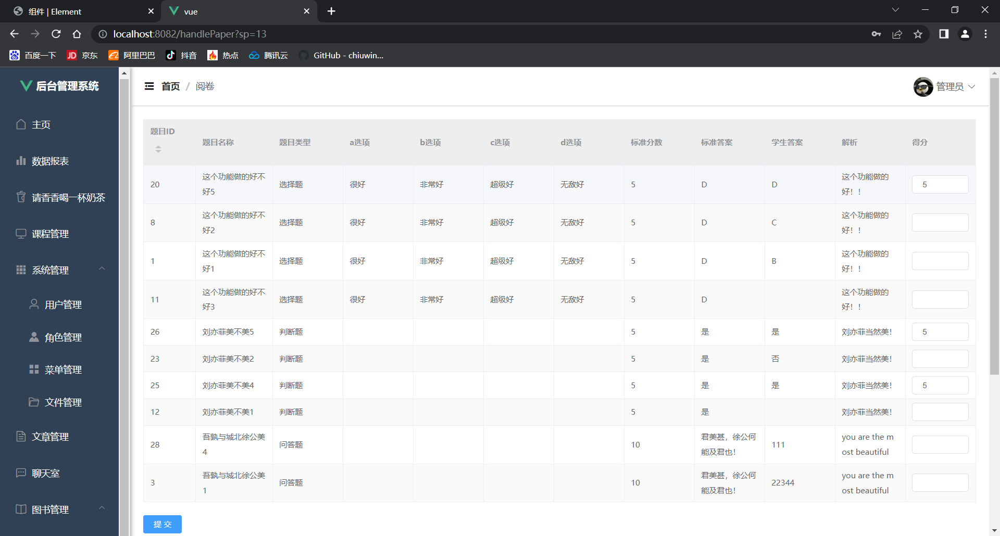 组件 | Element
vue
localhost:8082/handlePaper?sp=13
百度一下 JD 京东 阿里巴巴 抖音 热点 腾讯云 GitHub - chiuwin...
后台管理系统
首页 / 阅卷
管理员
主页
数据报表
请香香喝一杯奶茶
课程管理
系统管理
用户管理
角色管理
菜单管理
文件管理
文章管理
聊天室
图书管理
题目ID 题目名称 题目类型 a选项 b选项 c选项 d选项 标准分数 标准答案 学生答案 解析 得分
20 这个功能做的好不好5 选择题 很好 非常好 超级好 无敌好 5 D D 这个功能做的好！！ 5
8 这个功能做的好不好2 选择题 很好 非常好 超级好 无敌好 5 D C 这个功能做的好！！
1 这个功能做的好不好1 选择题 很好 非常好 超级好 无敌好 5 D B 这个功能做的好！！
11 这个功能做的好不好3 选择题 很好 非常好 超级好 无敌好 5 D 这个功能做的好！！
26 刘亦菲美不美5 判断题 5 是 是 刘亦菲当然美！ 5
23 刘亦菲美不美2 判断题 5 是 否 刘亦菲当然美！
25 刘亦菲美不美4 判断题 5 是 是 刘亦菲当然美！ 5
12 刘亦菲美不美1 判断题 5 是 刘亦菲当然美！
28 吾孰与城北徐公美4 问答题 10 君美甚，徐公何能及君也！ 111 you are the most beautiful
3 吾孰与城北徐公美1 问答题 10 君美甚，徐公何能及君也！ 22344 you are the most beautiful
提 交